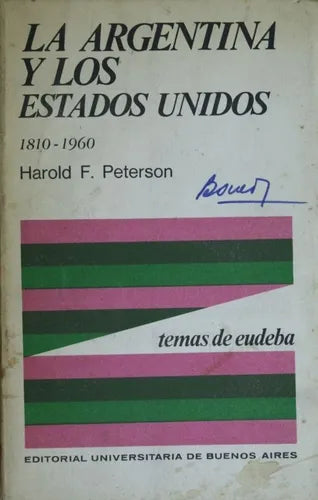 LA ARGENTINA
Y LOS
ESTADOS UNIDOS
1810-1960
Harold F. Peterson
temas de eudeba
EDITORIAL UNIVERSITARIA DE BUENOS AIRES